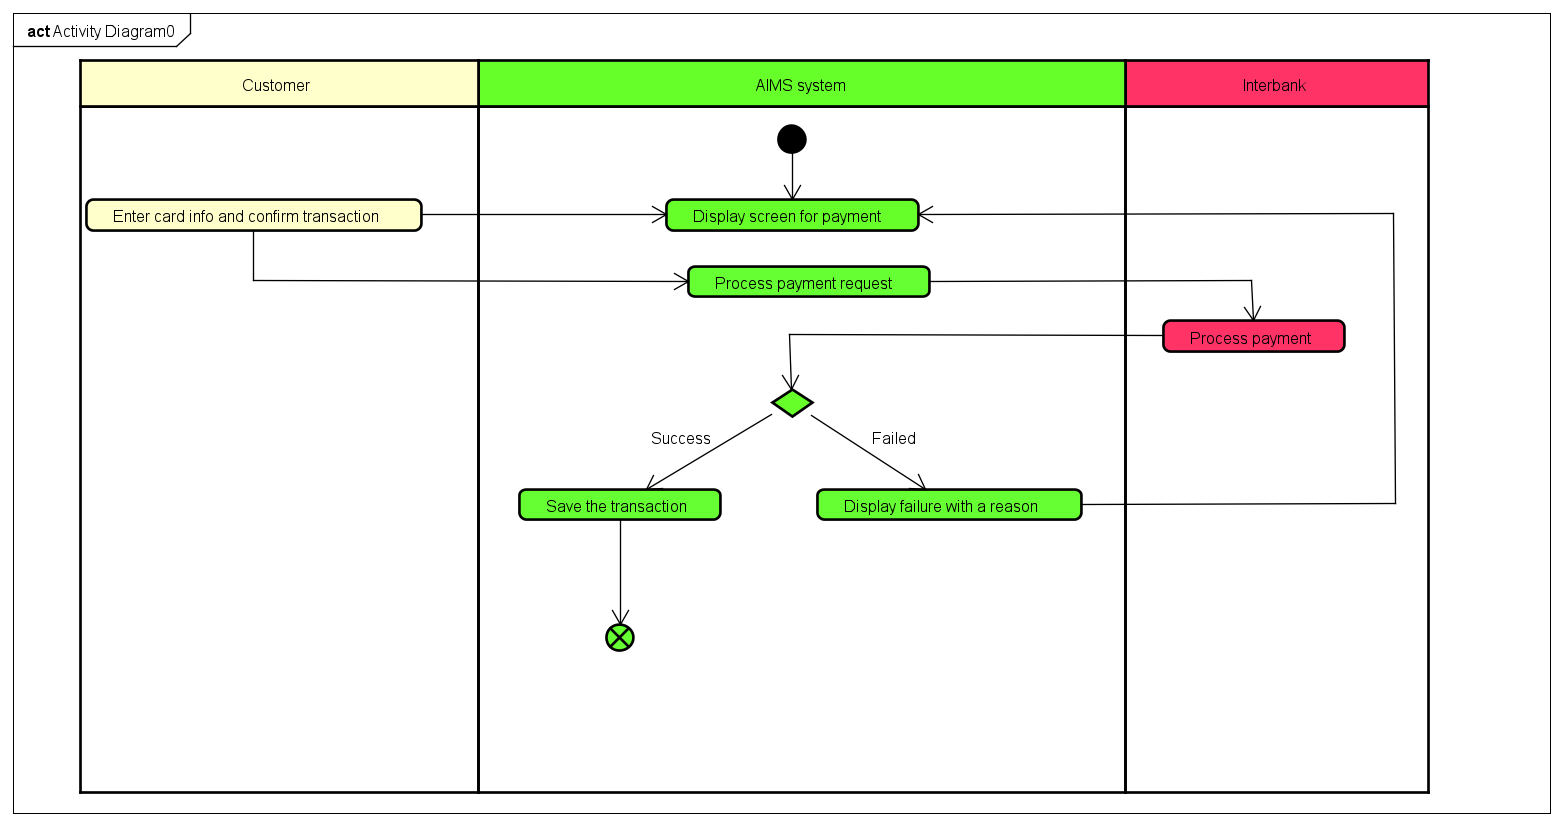 act Activity Diagram0
Customer
AIMS system
Interbank
Enter card info and confirm transaction
Display screen for payment
Process payment request
Process payment
Success
Failed
Save the transaction
Display failure with a reason